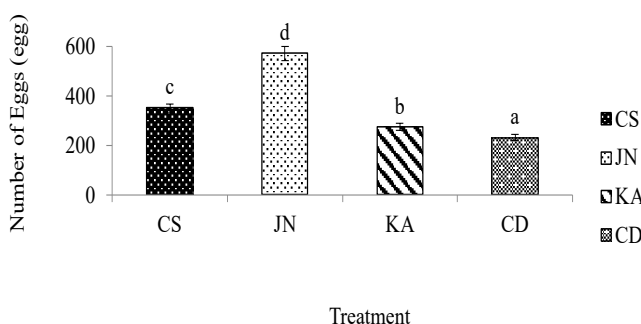 Number of Eggs (egg)
600
400
200
0
c
d
b
a
CS
JN
KA
CD
CS
JN
KA
CD
Treatment